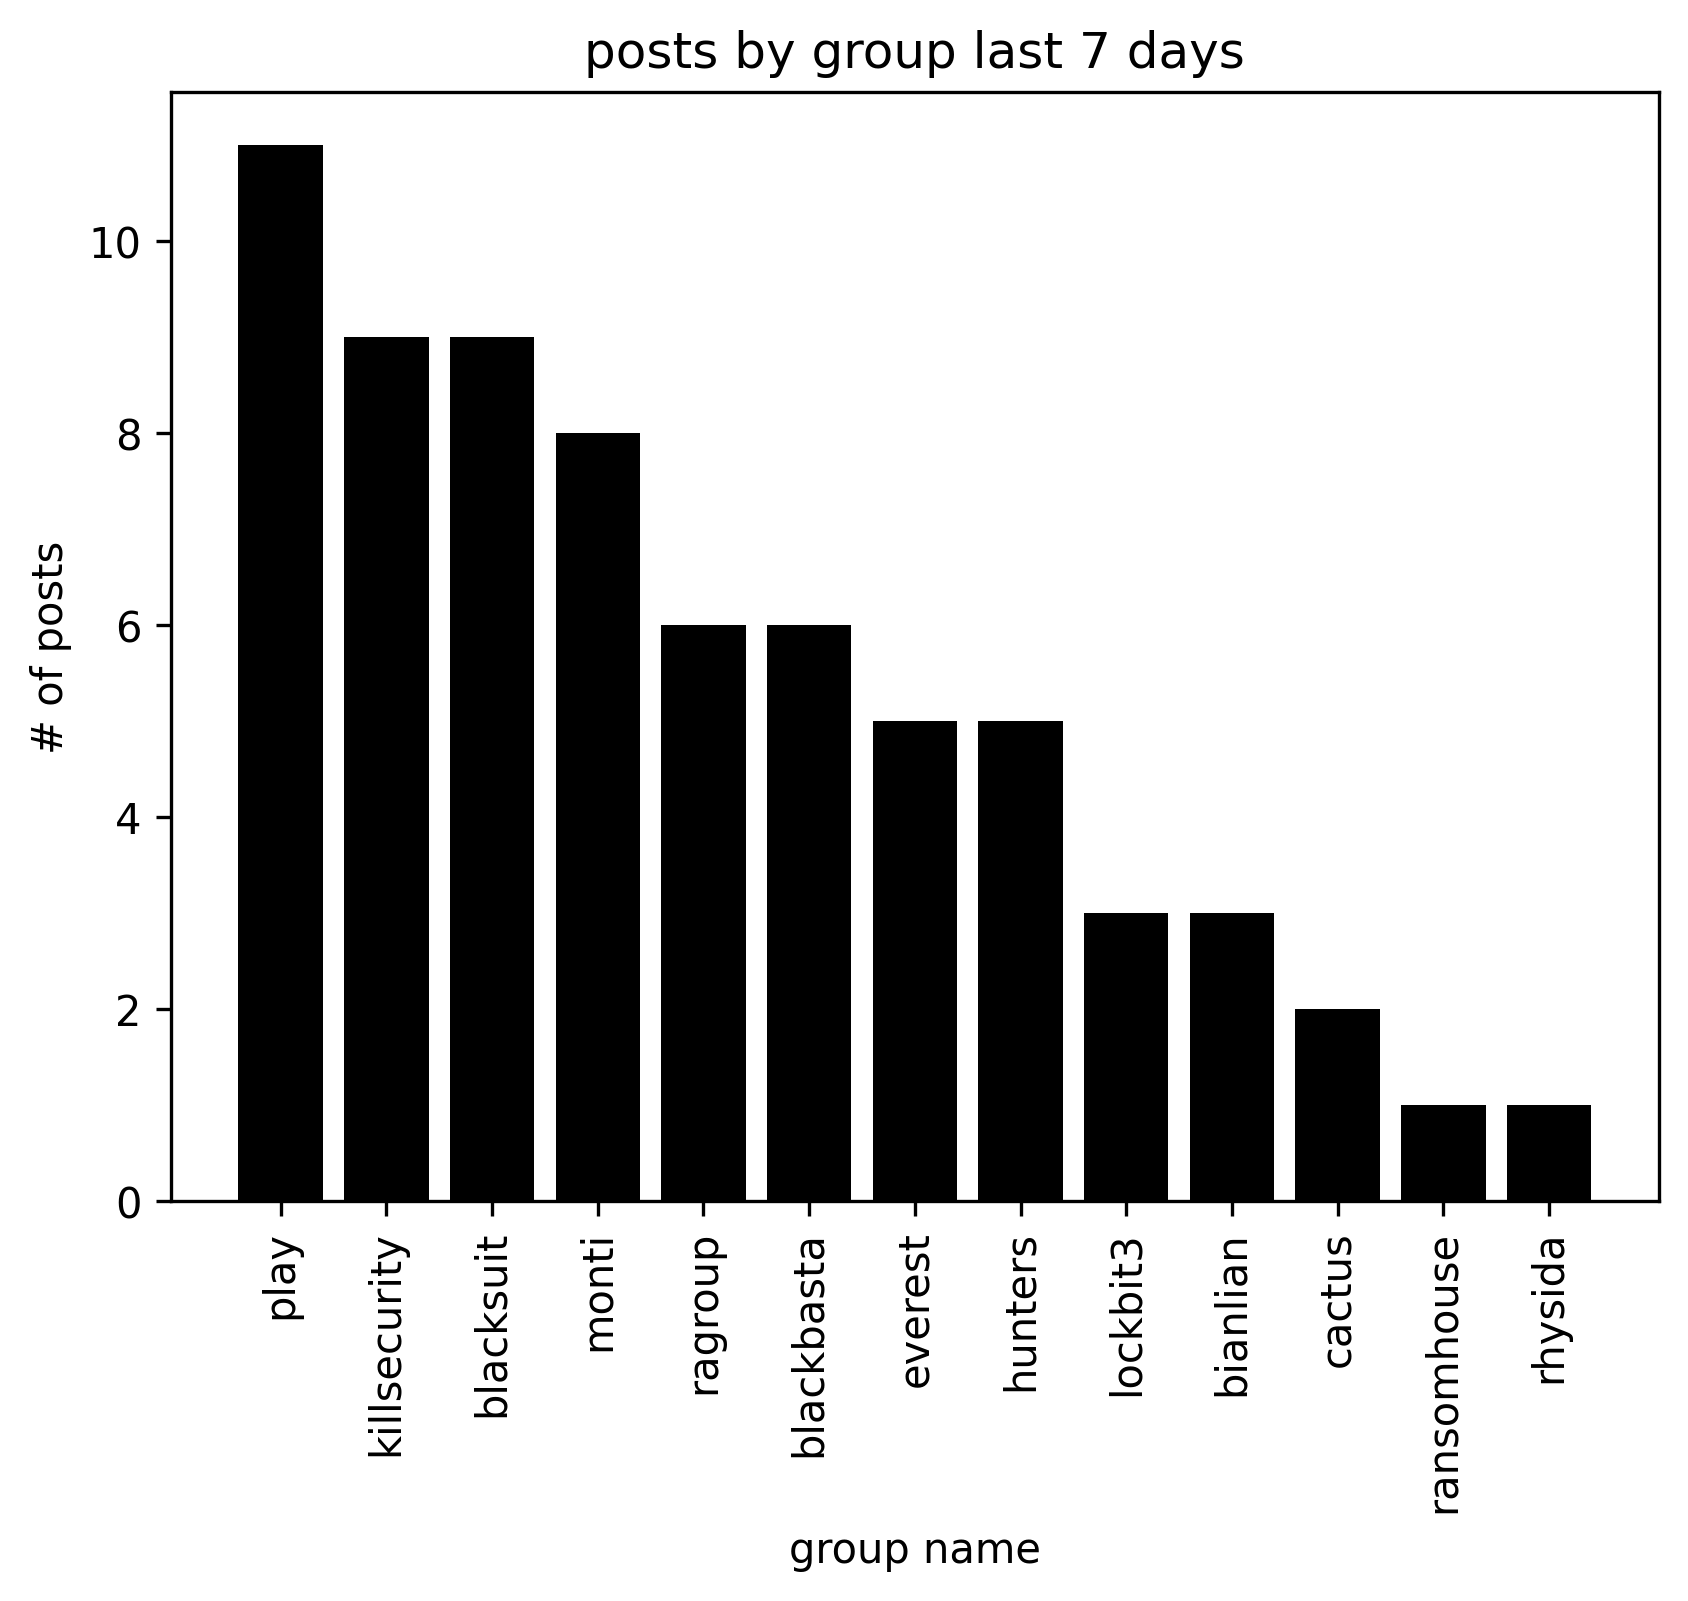 posts by group last 7 days
# of posts
10
8
6
4
2
0
play
killsecurity
blacksuit
monti
ragroup
blackbasta
everest
hunters
lockbit3
bianlian
cactus
ransomhouse
rhysida
group name